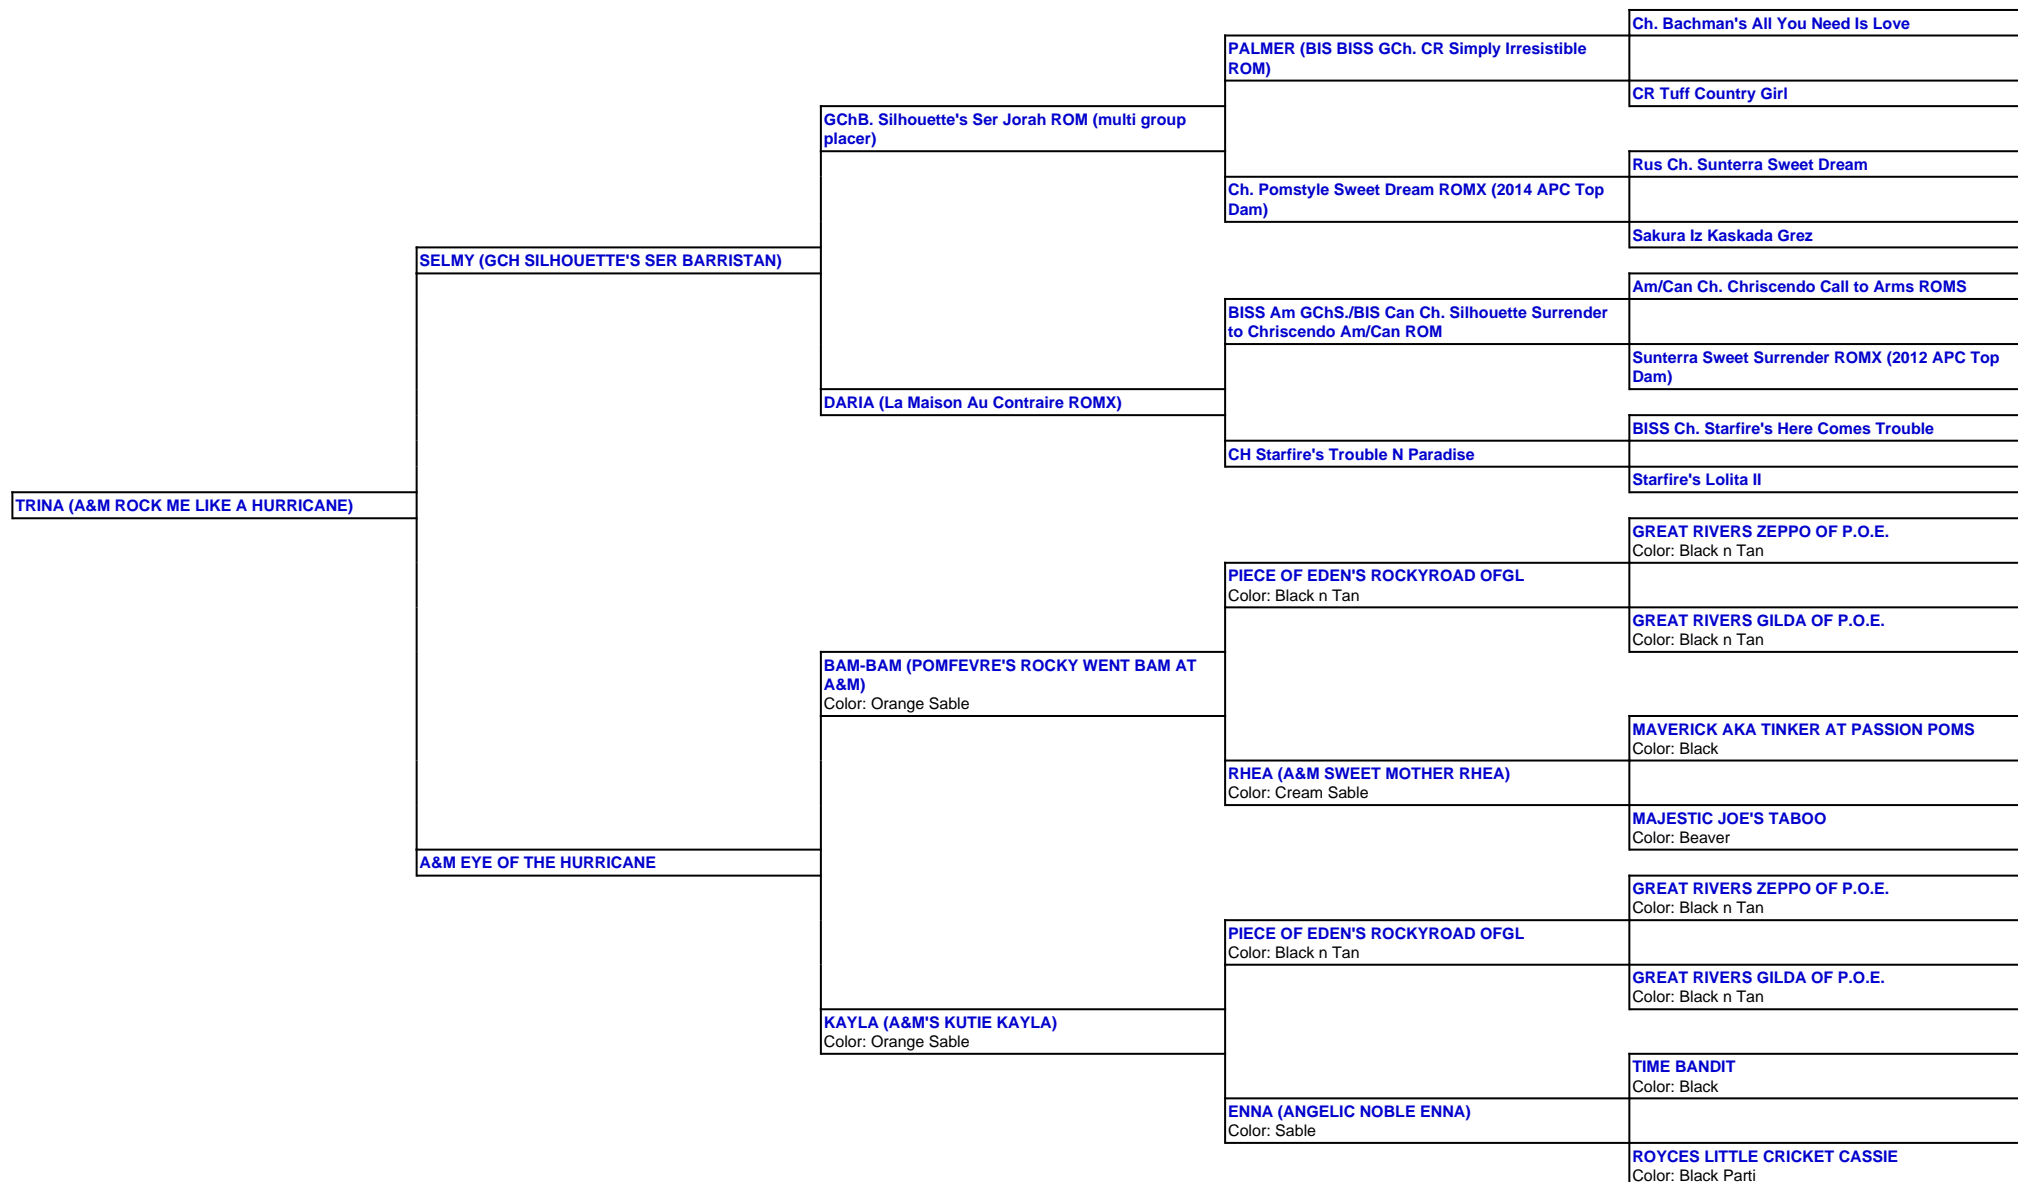 Ch. Bachman's All You Need Is Love
PALMER (BIS BISS GCh. CR Simply Irresistible
ROM)
CR Tuff Country Girl
GChB. Silhouette's Ser Jorah ROM (multi group
placer)
Rus Ch. Sunterra Sweet Dream
Ch. Pomstyle Sweet Dream ROMX (2014 APC Top
Dam)
Sakura Iz Kaskada Grez
SELMY (GCH SILHOUETTE'S SER BARRISTAN)
Am/Can Ch. Chriscendo Call to Arms ROMS
BISS Am GChS./BIS Can Ch. Silhouette Surrender
to Chriscendo Am/Can ROM
Sunterra Sweet Surrender ROMX (2012 APC Top
Dam)
DARIA (La Maison Au Contraire ROMX)
BISS Ch. Starfire's Here Comes Trouble
CH Starfire's Trouble N Paradise
Starfire's Lolita II
TRINA (A&M ROCK ME LIKE A HURRICANE)
GREAT RIVERS ZEPPO OF P.O.E.
Color: Black n Tan
PIECE OF EDEN'S ROCKYROAD OFGL
Color: Black n Tan
GREAT RIVERS GILDA OF P.O.E.
Color: Black n Tan
BAM-BAM (POMFEVRE'S ROCKY WENT BAM AT
A&M)
Color: Orange Sable
MAVERICK AKA TINKER AT PASSION POMS
Color: Black
RHEA (A&M SWEET MOTHER RHEA)
Color: Cream Sable
MAJESTIC JOE'S TABOO
Color: Beaver
A&M EYE OF THE HURRICANE
GREAT RIVERS ZEPPO OF P.O.E.
Color: Black n Tan
PIECE OF EDEN'S ROCKYROAD OFGL
Color: Black n Tan
GREAT RIVERS GILDA OF P.O.E.
Color: Black n Tan
KAYLA (A&M'S KUTIE KAYLA)
Color: Orange Sable
TIME BANDIT
Color: Black
ENNA (ANGELIC NOBLE ENNA)
Color: Sable
ROYCES LITTLE CRICKET CASSIE
Color: Black Parti